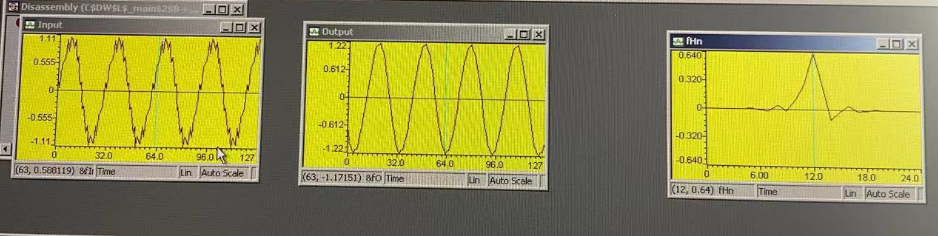 Disassembly (C$DW$L$_main$2$B + ...
Input
1.11
0.555
0
-0.555
-1.11
0
32.0
64.0
96.0
127
(63, 0.588119) 8fIr
Time
Lin
Auto Scale
Output
1.22
0.612
0
-0.612
-1.22
0
32.0
64.0
96.0
127
(63, -1.17151) 8fO
Time
Lin
Auto Scale
fHn
0.640
0.320
0
-0.320
-0.640
0
6.00
12.0
18.0
24.0
(12, 0.64) fHn
Time
Lin
Auto Scale